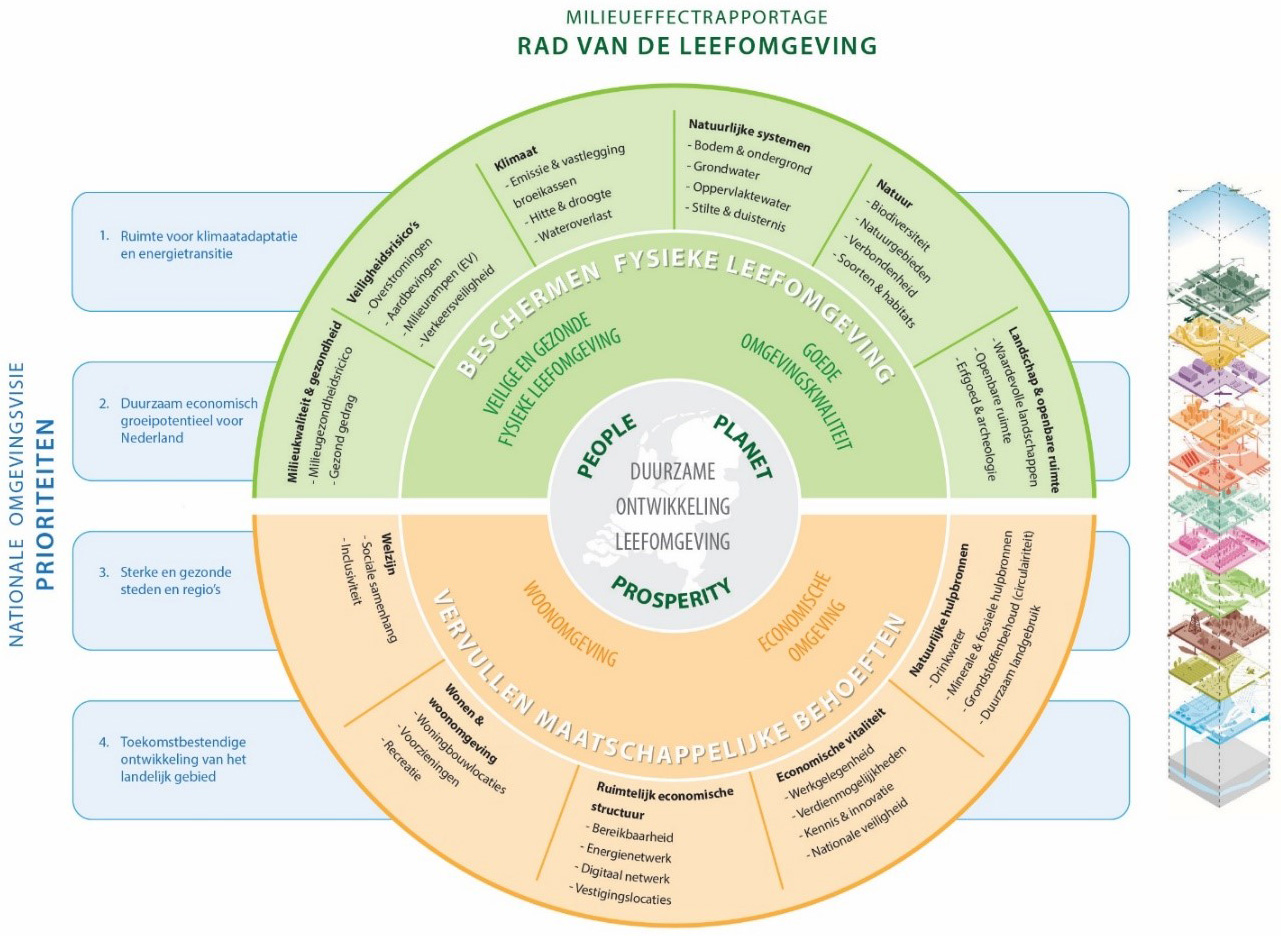 MILIEUEFFECTRAPPORTAGE
RAD VAN DE LEEFOMGEVING
NATIONALE OMGEVINGSVISIE
PRIORITEITEN
1. Ruimte voor klimaatadaptatie
en energietransitie
2. Duurzaam economisch
groeipotentieel voor
Nederland
3. Sterke en gezonde
steden en regio's
4. Toekomstbestendige
ontwikkeling van het
landelijk gebied
Milieukwaliteit & gezondheid
- Milieugezondheidsricico
- Gezond gedrag
Veiligheidsrisico's
- Overstromingen
- Aardbevingen
- Milieurampen (EV)
- Verkeersveiligheid
Klimaat
- Emissie & vastlegging
broeikassen
- Hitte & droogte
- Wateroverlast
Natuurlijke systemen
- Bodem & ondergrond
- Grondwater
- Oppervlaktewater
- Stilte & duisternis
Natuur
- Biodiversiteit
- Natuurgebieden
- Verbondenheid
- Soorten & habitats
Landschap & openbare ruimte
- Waardevolle landschappen
- Openbare ruimte
- Erfgoed & archeologie
BESCHERMEN FYSIEKE LEEFOMGEVING
VEILIGE EN GEZONDE
FYSIEKE LEEFOMGEVING
GOEDE
OMGEVINGSKWALITEIT
PEOPLE
PLANET
DUURZAME
ONTWIKKELING
LEEFOMGEVING
PROSPERITY
WOONOMGEVING
ECONOMISCHE
OMGEVING
VERVULLEN MAATSCHAPPELIJKE BEHOEFTEN
Welzijn
- Sociale samenhang
- Inclusiviteit
Wonen &
woonomgeving
- Woningbouwlocaties
- Voorzieningen
- Recreatie
Ruimtelijk economische
structuur
- Bereikbaarheid
- Energienetwerk
- Digitaal netwerk
- Vestigingslocaties
Economische vitaliteit
- Werkgelegenheid
- Verdienmogelijkheden
- Kennis & innovatie
- Nationale veiligheid
Natuurlijke hulpbronnen
- Drinkwater
- Minerale & fossiele hulpbronnen
- Grondstoffenbehoud (circulairiteit)
- Duurzaam landgebruik